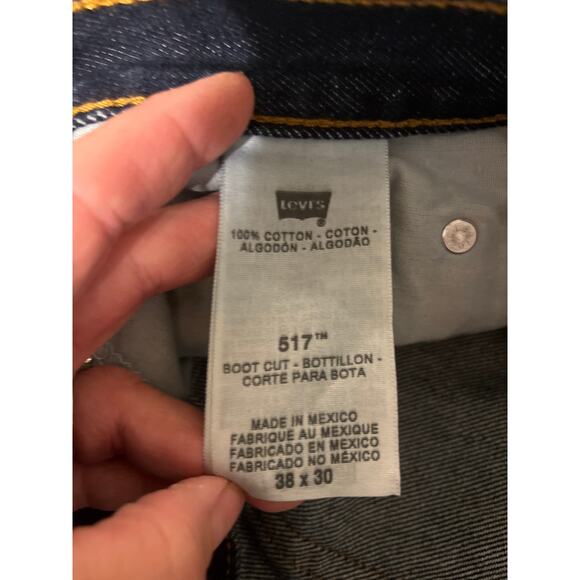 Levi's
®
100% COTTON - COTON -
ALGODÓN - ALGODÃO
517™
BOOT CUT - BOTTILLON -
CORTE PARA BOTA
MADE IN MEXICO
FABRIQUE AU MEXIQUE
FABRICADO EN MEXICO
FABRICADO NO MÉXICO
38 x 30